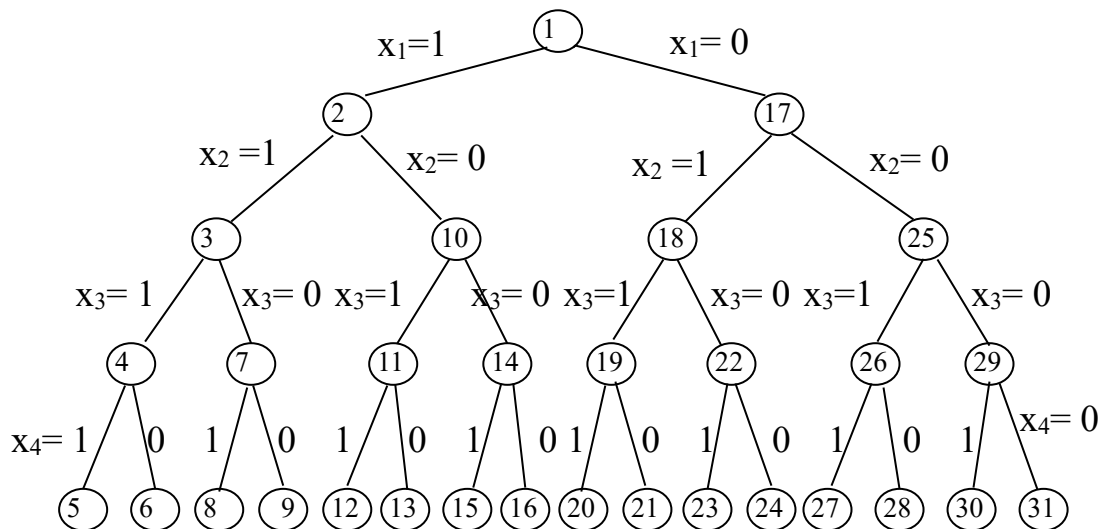 1
x₁=1 x₁= 0
2 17
x₂ =1 x₂= 0 x₂ =1 x₂= 0
3 10 18 25
x₃= 1 x₃= 0 x₃=1 x₃= 0 x₃=1 x₃= 0 x₃=1 x₃= 0
4 7 11 14 19 22 26 29
x₄= 1 0 1 0 1 0 1 0 1 0 1 0 1 0 1 x₄= 0
5 6 8 9 12 13 15 16 20 21 23 24 27 28 30 31